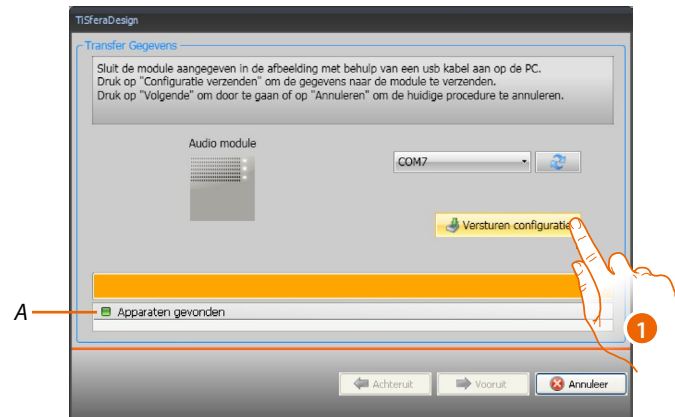 TiSferaDesign
Transfer Gegevens
Sluit de module aangegeven in de afbeelding met behulp van een usb kabel aan op de PC.
Druk op "Configuratie verzenden" om de gegevens naar de module te verzenden.
Druk op "Volgende" om door te gaan of op "Annuleren" om de huidige procedure te annuleren.
Audio module
COM7
Versturen configuratie
A
Apparaten gevonden
1
Achteruit
Vooruit
Annuleer